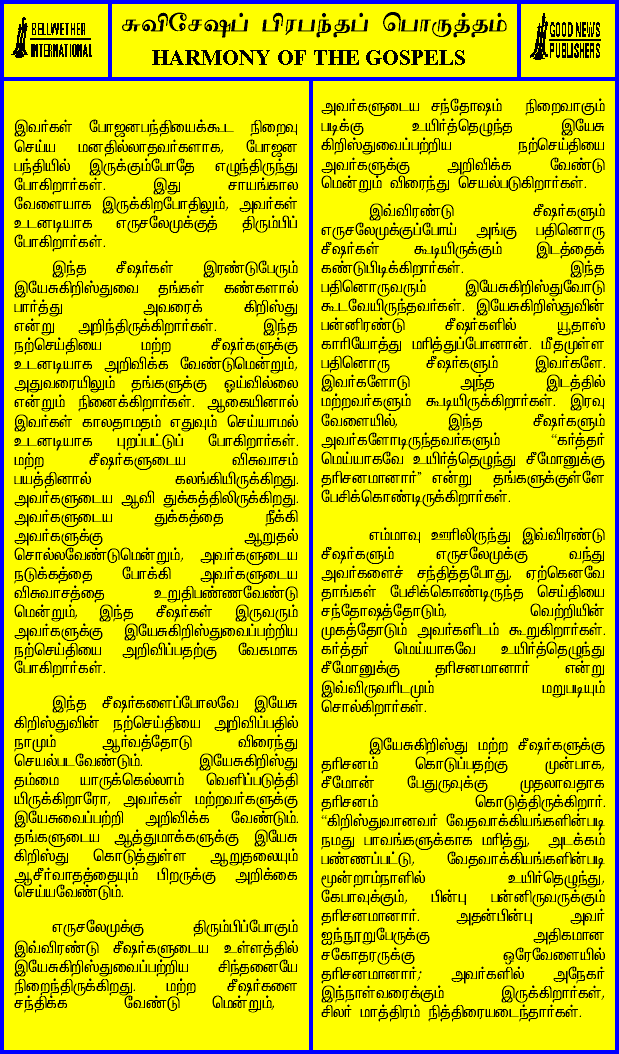 BELLWETHER
INTERNATIONAL
சுவிசேஷப் பிரபந்தப் பொருத்தம்
HARMONY OF THE GOSPELS
GOOD NEWS
PUBLISHERS
இவர்கள் போஜனபந்தியைக்கூட நிறைவு
செய்ய மனதில்லாதவர்களாக, போஜன
பந்தியில் இருக்கும்போதே எழுந்திருந்து
போகிறார்கள். இது சாயங்கால
வேளையாக இருக்கிறபோதிலும், அவர்கள்
உடனடியாக எருசலேமுக்குத் திரும்பிப்
போகிறார்கள்.
இந்த சீஷர்கள் இரண்டுபேரும்
இயேசுகிறிஸ்துவை தங்கள் கண்களால்
பார்த்து அவரைக் கிறிஸ்து
என்று அறிந்திருக்கிறார்கள். இந்த
நற்செய்தியை மற்ற சீஷர்களுக்கு
உடனடியாக அறிவிக்க வேண்டுமென்றும்,
அதுவரையிலும் தங்களுக்கு ஓய்வில்லை
என்றும் நினைக்கிறார்கள். ஆகையினால்
இவர்கள் காலதாமதம் எதுவும் செய்யாமல்
உடனடியாக புறப்பட்டுப் போகிறார்கள்.
மற்ற சீஷர்களுடைய விசுவாசம்
பயத்தினால் கலங்கியிருக்கிறது.
அவர்களுடைய ஆவி துக்கத்திலிருக்கிறது.
அவர்களுடைய துக்கத்தை நீக்கி
அவர்களுக்கு ஆறுதல்
சொல்லவேண்டுமென்றும், அவர்களுடைய
நடுக்கத்தை போக்கி அவர்களுடைய
விசுவாசத்தை உறுதிபண்ணவேண்டு
மென்றும், இந்த சீஷர்கள் இருவரும்
அவர்களுக்கு இயேசுகிறிஸ்துவைப்பற்றிய
நற்செய்தியை அறிவிப்பதற்கு வேகமாக
போகிறார்கள்.
இந்த சீஷர்களைப்போலவே இயேசு
கிறிஸ்துவின் நற்செய்தியை அறிவிப்பதில்
நாமும் ஆர்வத்தோடு விரைந்து
செயல்படவேண்டும். இயேசுகிறிஸ்து
தம்மை யாருக்கெல்லாம் வெளிப்படுத்தி
யிருக்கிறாரோ, அவர்கள் மற்றவர்களுக்கு
இயேசுவைப்பற்றி அறிவிக்க வேண்டும்.
தங்களுடைய ஆத்துமாக்களுக்கு இயேசு
கிறிஸ்து கொடுத்துள்ள ஆறுதலையும்
ஆசீர்வாதத்தையும் பிறருக்கு அறிக்கை
செய்யவேண்டும்.
எருசலேமுக்கு திரும்பிப்போகும்
இவ்விரண்டு சீஷர்களுடைய உள்ளத்தில்
இயேசுகிறிஸ்துவைப்பற்றிய சிந்தனையே
நிறைந்திருக்கிறது. மற்ற சீஷர்களை
சந்திக்க வேண்டு மென்றும்,
அவர்களுடைய சந்தோஷம் நிறைவாகும்
படிக்கு உயிர்த்தெழுந்த இயேசு
கிறிஸ்துவைப்பற்றிய நற்செய்தியை
அவர்களுக்கு அறிவிக்க வேண்டு
மென்றும் விரைந்து செயல்படுகிறார்கள்.
இவ்விரண்டு சீஷர்களும்
எருசலேமுக்குப்போய் அங்கு பதினொரு
சீஷர்கள் கூடியிருக்கும் இடத்தைக்
கண்டுபிடிக்கிறார்கள். இந்த
பதினொருவரும் இயேசுகிறிஸ்துவோடு
கூடவேயிருந்தவர்கள். இயேசுகிறிஸ்துவின்
பன்னிரண்டு சீஷர்களில் யூதாஸ்
காரியோத்து மரித்துப்போனான். மீதமுள்ள
பதினொரு சீஷர்களும் இவர்களே.
இவர்களோடு அந்த இடத்தில்
மற்றவர்களும் கூடியிருக்கிறார்கள். இரவு
வேளையில், இந்த சீஷர்களும்
அவர்களோடிருந்தவர்களும் “கர்த்தர்
மெய்யாகவே உயிர்த்தெழுந்து சீமோனுக்கு
தரிசனமானார்” என்று தங்களுக்குள்ளே
பேசிக்கொண்டிருக்கிறார்கள்.
எம்மாவு ஊரிலிருந்து இவ்விரண்டு
சீஷர்களும் எருசலேமுக்கு வந்து
அவர்களைச் சந்தித்தபோது, ஏற்கெனவே
தாங்கள் பேசிக்கொண்டிருந்த செய்தியை
சந்தோஷத்தோடும், வெற்றியின்
முகத்தோடும் அவர்களிடம் கூறுகிறார்கள்.
கர்த்தர் மெய்யாகவே உயிர்த்தெழுந்து
சீமோனுக்கு தரிசனமானார் என்று
இவ்விருவரிடமும் மறுபடியும்
சொல்கிறார்கள்.
இயேசுகிறிஸ்து மற்ற சீஷர்களுக்கு
தரிசனம் கொடுப்பதற்கு முன்பாக,
சீமோன் பேதுருவுக்கு முதலாவதாக
தரிசனம் கொடுத்திருக்கிறார்.
“கிறிஸ்துவானவர் வேதவாக்கியங்களின்படி
நமது பாவங்களுக்காக மரித்து, அடக்கம்
பண்ணப்பட்டு, வேதவாக்கியங்களின்படி
மூன்றாம்நாளில் உயிர்தெழுந்து,
கேபாவுக்கும், பின்பு பன்னிருவருக்கும்
தரிசனமானார். அதன்பின்பு அவர்
ஐந்நூறுபேருக்கு அதிகமான
சகோதரருக்கு ஒரேவேளையில்
தரிசனமானார்; அவர்களில் அநேகர்
இந்நாள்வரைக்கும் இருக்கிறார்கள்,
சிலர் மாத்திரம் நித்திரையடைந்தார்கள்.